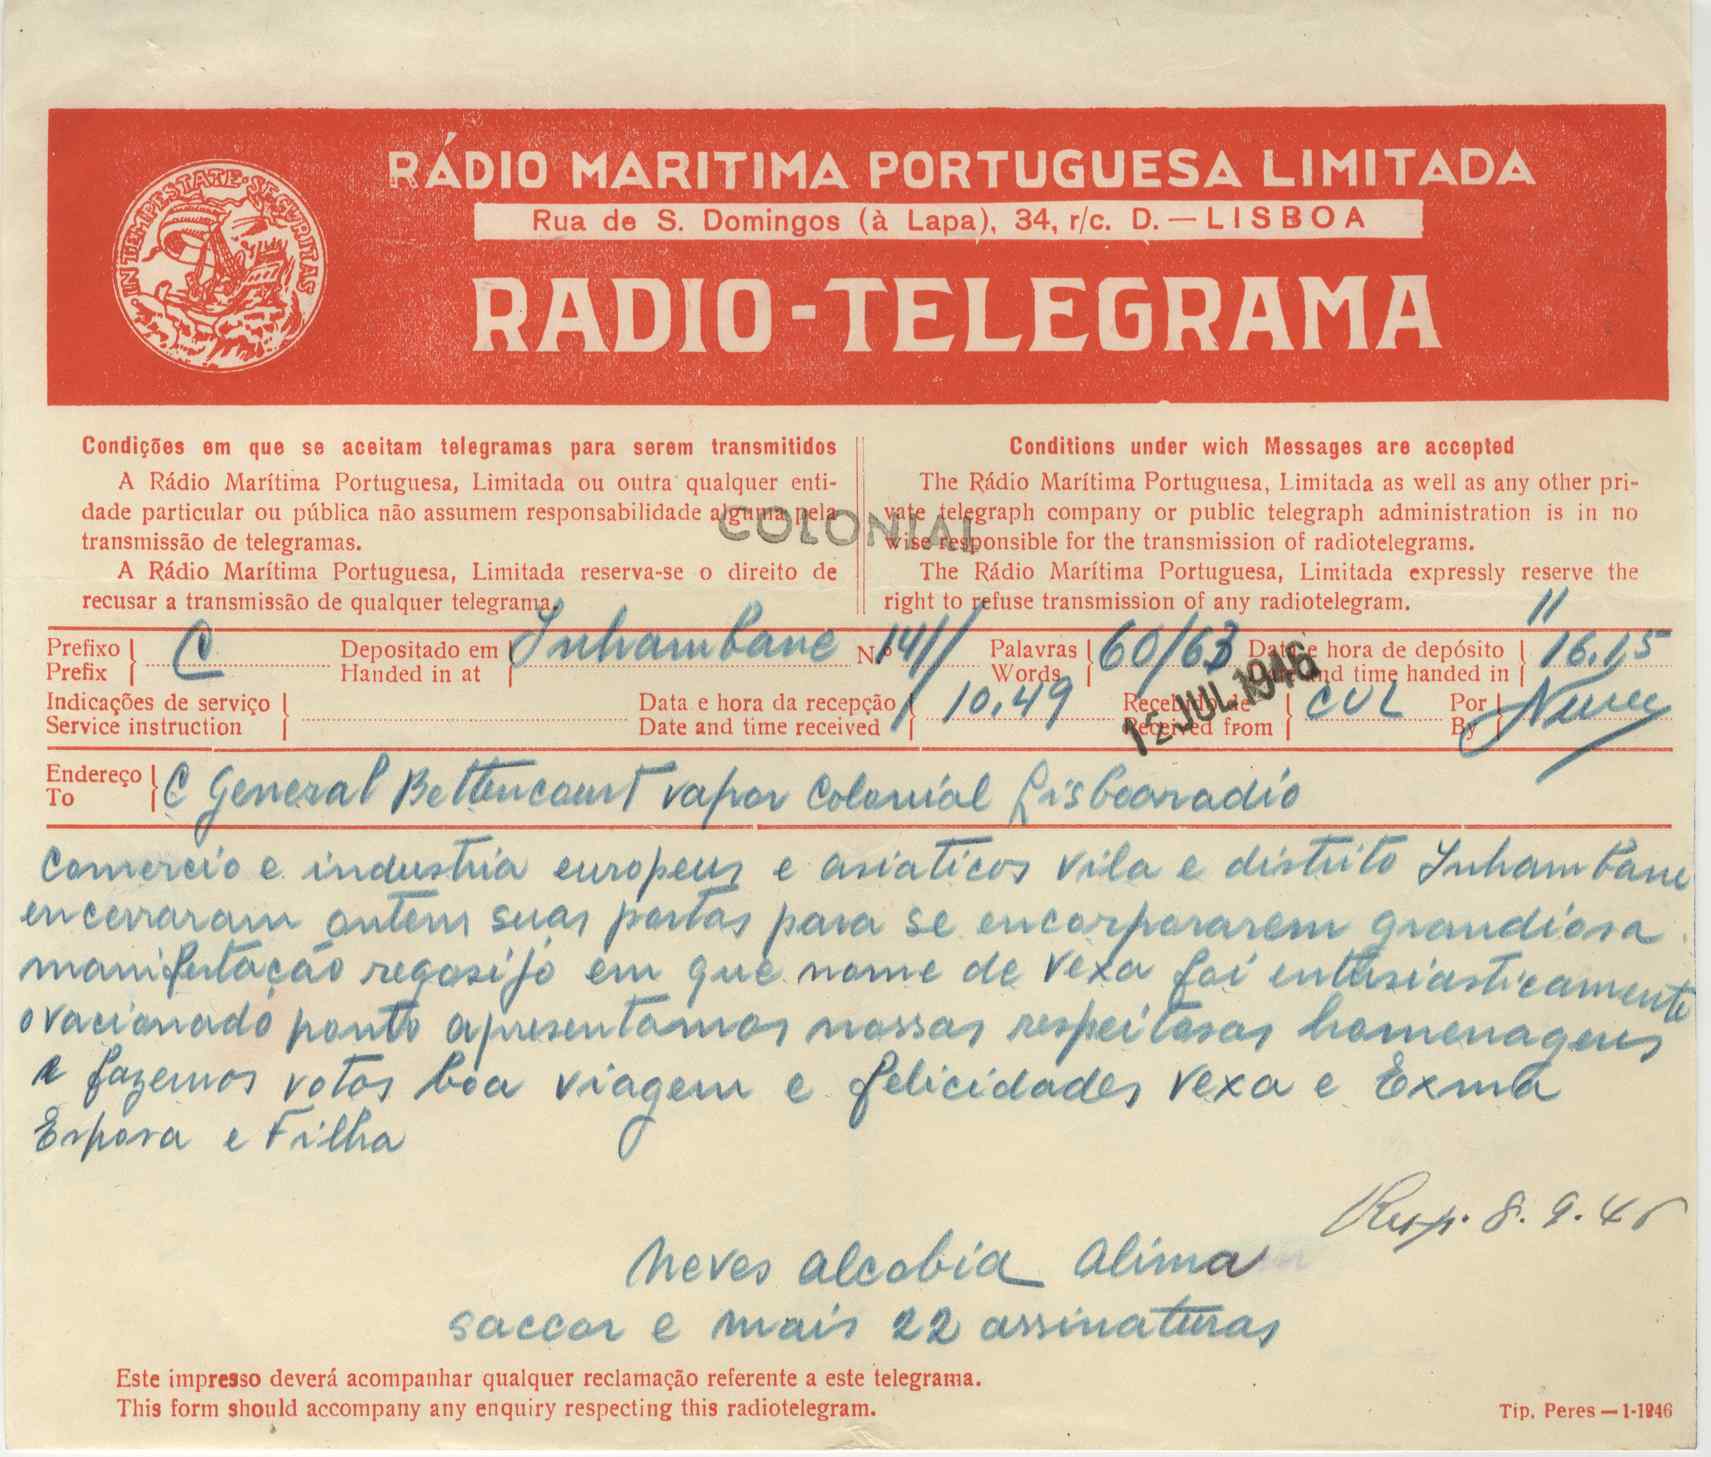 IN TEMPESTATE SECURITAS
RÁDIO MARITIMA PORTUGUESA LIMITADA
Rua de S. Domingos (à Lapa), 34, r/c. D. — LISBOA
RADIO-TELEGRAMA
Condições em que se aceitam telegramas para serem transmitidos
A Rádio Marítima Portuguesa, Limitada ou outra qualquer enti-
dade particular ou pública não assumem responsabilidade alguma pela
transmissão de telegramas.
A Rádio Marítima Portuguesa, Limitada reserva-se o direito de
recusar a transmissão de qualquer telegrama.
Conditions under wich Messages are accepted
The Rádio Marítima Portuguesa, Limitada as well as any other pri-
vate telegraph company or public telegraph administration is in no
wise responsible for the transmission of radiotelegrams.
The Rádio Marítima Portuguesa, Limitada expressly reserve the
right to refuse transmission of any radiotelegram.
COLONIAL
Prefixo C Depositado em Inhambane N.º 141 Palavras 60/63 Data e hora de depósito 11 16.15
Prefix Handed in at Words Date and time handed in
12 JUL.1946
Indicações de serviço Data e hora da recepção 10.49 Recebido de CUL Por Nunes
Service instruction Date and time received Received from By
Endereço C General Bettencourt vapor Colonial Lisboaradio
To
Comercio e industria europeus e asiaticos vila e distrito Inhambane
encerraram ontem suas portas para se encorpararem grandiosa
manifestação regosijo em que nome de vexa foi entusiasticamente
ovacionado ponto apresentamos nossas respeitosas homenagens
e fazemos votos boa viagem e felicidades vexa e Exma
Esposa e Filha
Resp. 8.9.46
Neves alcobia alima
saccor e mais 22 assinaturas
Este impresso deverá acompanhar qualquer reclamação referente a este telegrama.
This form should accompany any enquiry respecting this radiotelegram.
Tip. Peres — 1-1946